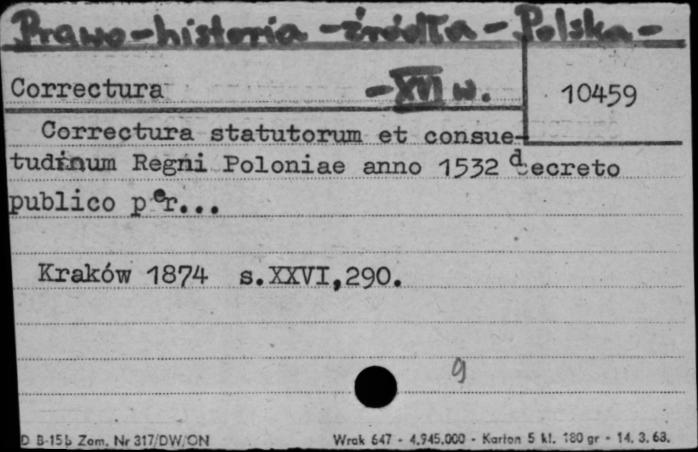 Prawo-historia - źródła - Polska -
Correctura - XVI w. 10459
Correctura statutorum et consue-
tudinum Regni Poloniae anno 1532 decreto
publico per...
Kraków 1874 s.XXVI,290.
9
D B-15b Zam. Nr 317/DW/ON Wrak 647 - 4.945.000 - Karton 5 kl. 180 gr - 14. 3. 63.